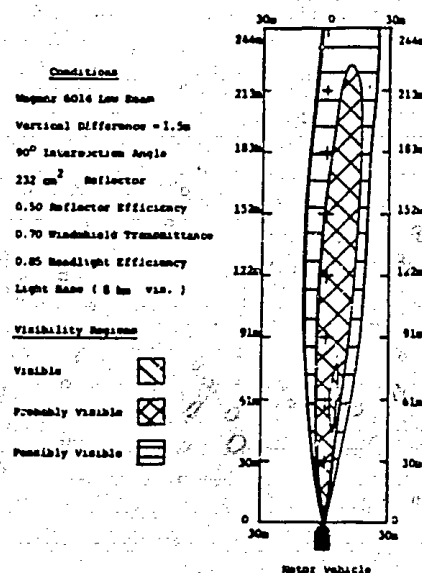 30m 0 30m
244m 244m
Conditions
Wagner 6014 Low Beam
213m 213m
Vertical Difference = 1.5m
90° Intersection Angle
183m 183m
232 cm² Reflector
0.50 Reflector Efficiency
152m 152m
0.70 Windshield Transmittance
0.85 Headlight Efficiency
122m 122m
Light Haze ( 8 km vis. )
Visibility Regions
91m 91m
Visible
Probably Visible
61m 61m
Possibly Visible
30m 30m
0 0
30m 30m
Motor Vehicle